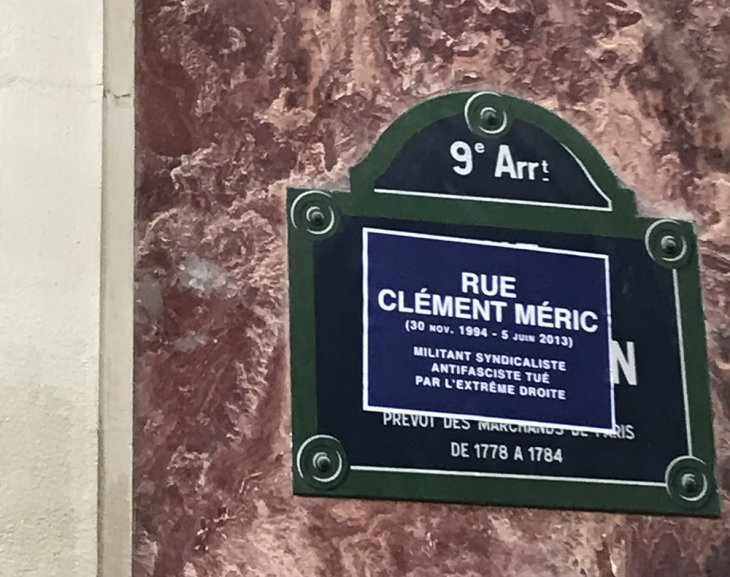 9e Arrt
RUE
CLÉMENT MÉRIC
(30 NOV. 1994 - 5 JUIN 2013)
MILITANT SYNDICALISTE
ANTIFASCISTE TUÉ
PAR L'EXTRÊME DROITE
N
PRÉVÔT DES MARCHANDS DE PARIS
DE 1778 A 1784